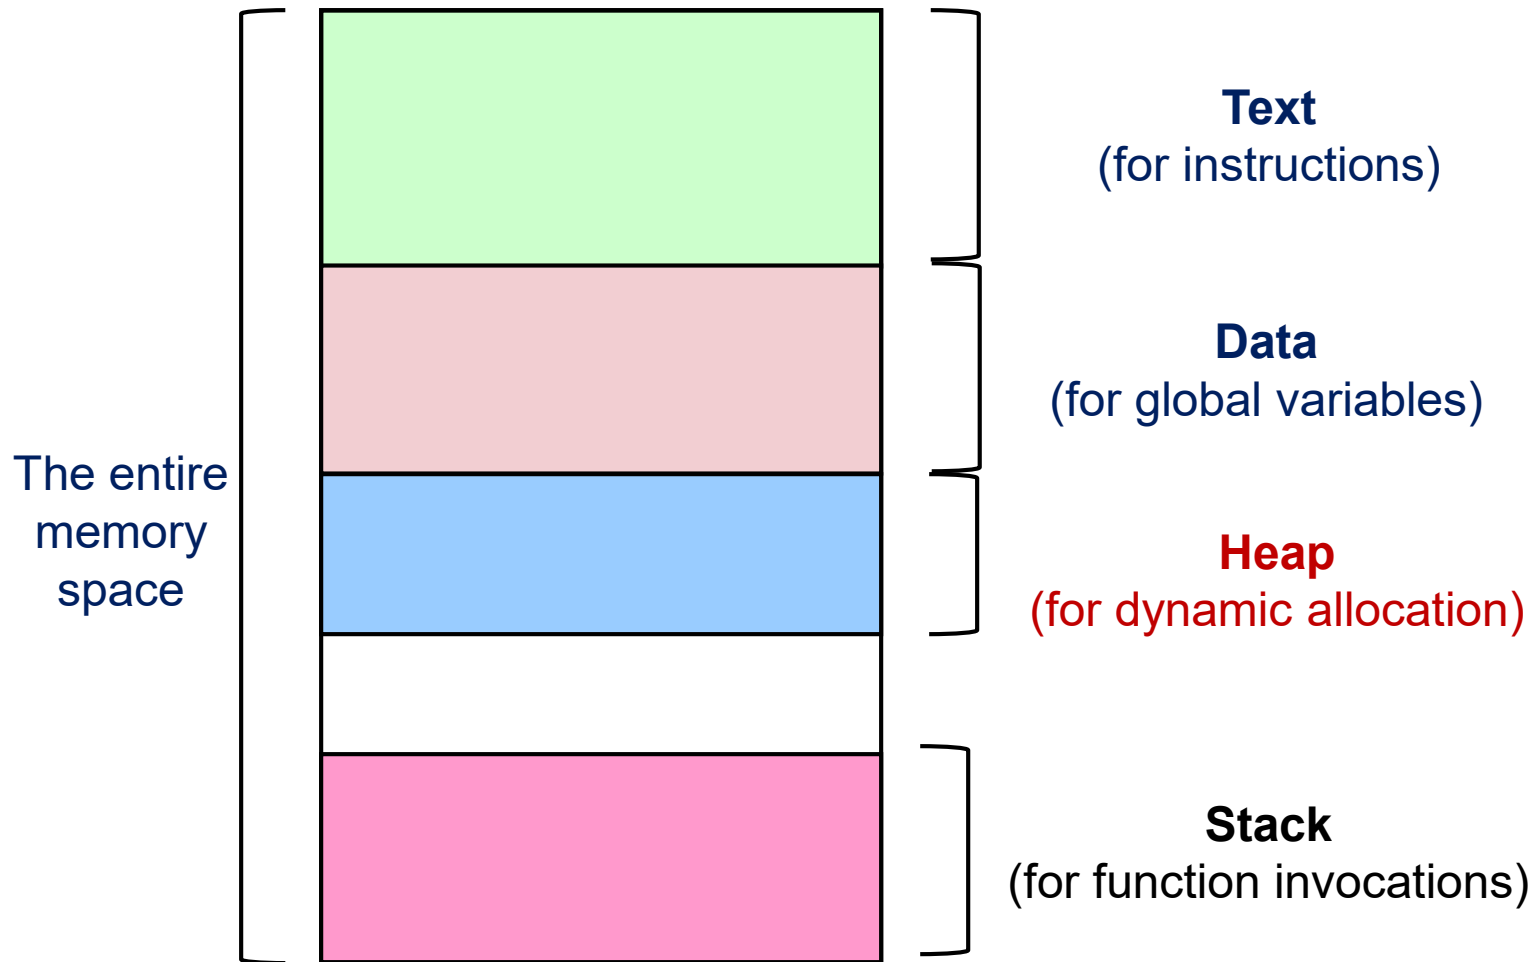 Text
(for instructions)
Data
(for global variables)
The entire
memory
space
Heap
(for dynamic allocation)
Stack
(for function invocations)